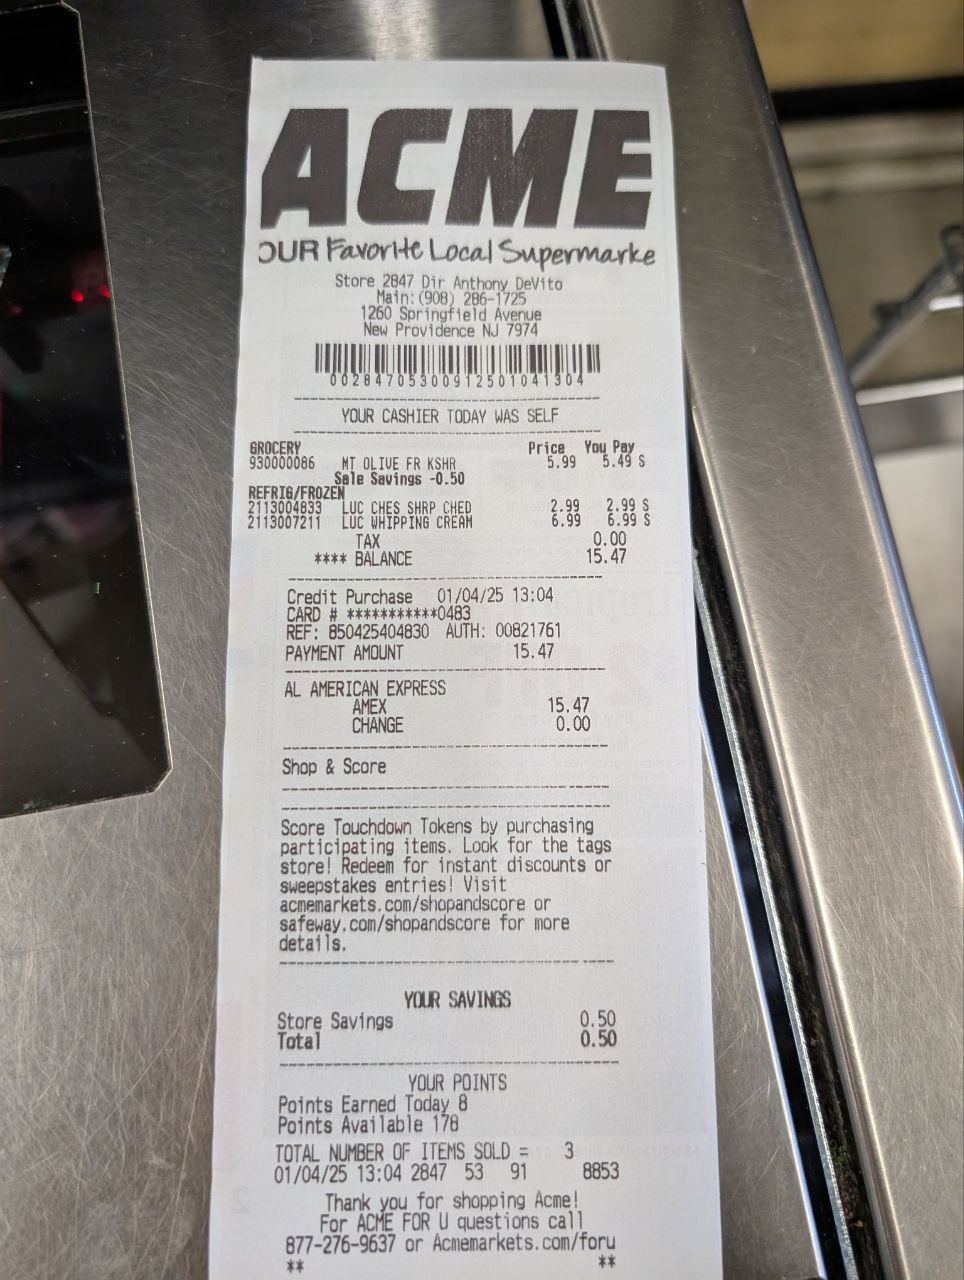 ACME
OUR Favorite Local Supermarke
Store 2847 Dir Anthony DeVito
Main: (908) 286-1725
1260 Springfield Avenue
New Providence NJ 7974
0028470530091250104​1304
YOUR CASHIER TODAY WAS SELF
GROCERY Price You Pay
930000086 MT OLIVE FR KSHR 5.99 5.49 S
Sale Savings -0.50
REFRIG/FROZEN
2113004833 LUC CHES SHRP CHED 2.99 2.99 S
2113007211 LUC WHIPPING CREAM 6.99 6.99 S
TAX 0.00
**** BALANCE 15.47
Credit Purchase 01/04/25 13:04
CARD # ***********0483
REF: 850425404830 AUTH: 00821761
PAYMENT AMOUNT 15.47
AL AMERICAN EXPRESS
AMEX 15.47
CHANGE 0.00
Shop & Score
Score Touchdown Tokens by purchasing
participating items. Look for the tags
store! Redeem for instant discounts or
sweepstakes entries! Visit
acmemarkets.com/shopandscore or
safeway.com/shopandscore for more
details.
YOUR SAVINGS
Store Savings 0.50
Total 0.50
YOUR POINTS
Points Earned Today 8
Points Available 178
TOTAL NUMBER OF ITEMS SOLD = 3
01/04/25 13:04 2847 53 91 8853
Thank you for shopping Acme!
For ACME FOR U questions call
877-276-9637 or Acmemarkets.com/foru
** **